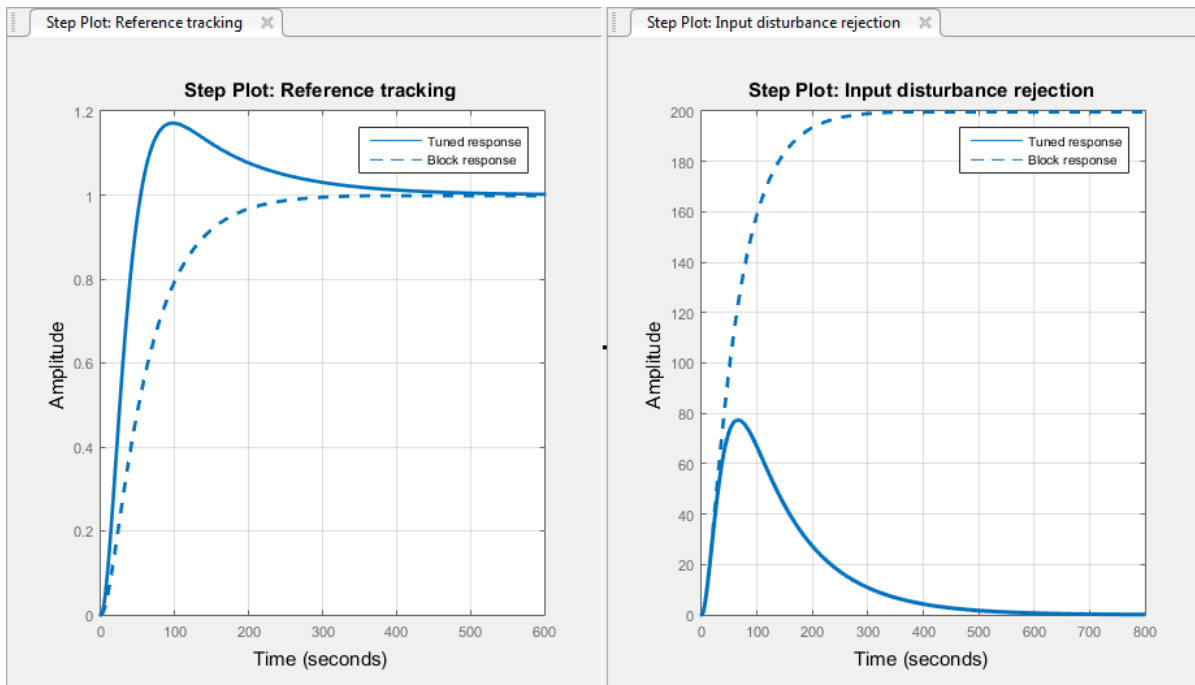 Step Plot: Reference tracking
Step Plot: Reference tracking
Tuned response
Block response
Amplitude
1.2
1
0.8
0.6
0.4
0.2
0
0 100 200 300 400 500 600
Time (seconds)
Step Plot: Input disturbance rejection
Step Plot: Input disturbance rejection
Tuned response
Block response
Amplitude
200
180
160
140
120
100
80
60
40
20
0
0 100 200 300 400 500 600 700 800
Time (seconds)